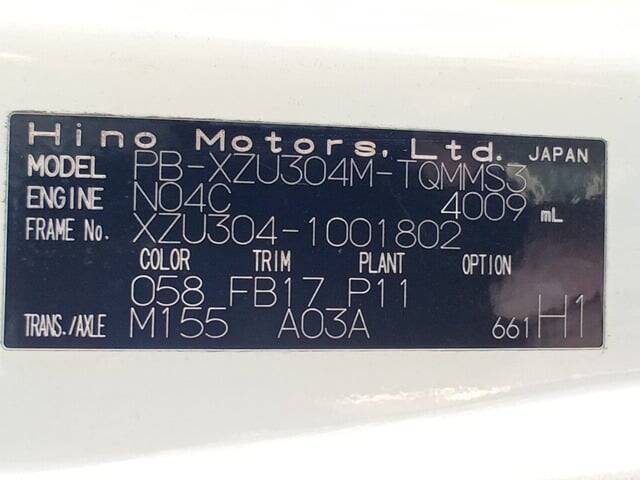 Hino Motors, Ltd. JAPAN
MODEL PB-XZU304M-TQMMS3
ENGINE N04C 4009 mL
FRAME No. XZU304-1001802
COLOR TRIM PLANT OPTION
058 FB17 P11
TRANS./AXLE M155 A03A 661 H1